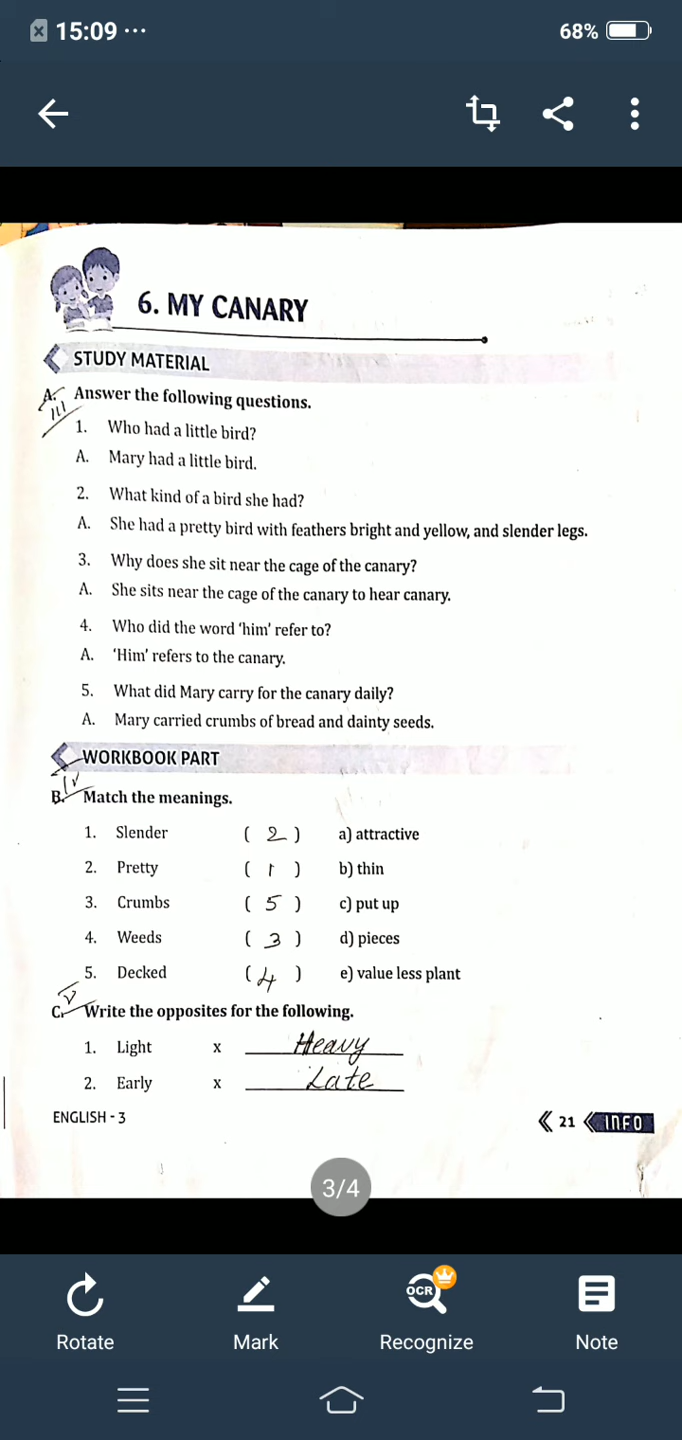 15:09 ...
68%
6. MY CANARY
STUDY MATERIAL
A. Answer the following questions.
III
1. Who had a little bird?
A. Mary had a little bird.
2. What kind of a bird she had?
A. She had a pretty bird with feathers bright and yellow, and slender legs.
3. Why does she sit near the cage of the canary?
A. She sits near the cage of the canary to hear canary.
4. Who did the word ‘him’ refer to?
A. ‘Him’ refers to the canary.
5. What did Mary carry for the canary daily?
A. Mary carried crumbs of bread and dainty seeds.
WORKBOOK PART
IV
B. Match the meanings.
1. Slender ( 2 ) a) attractive
2. Pretty ( 1 ) b) thin
3. Crumbs ( 5 ) c) put up
4. Weeds ( 3 ) d) pieces
5. Decked ( 4 ) e) value less plant
V
C. Write the opposites for the following.
1. Light x Heavy
2. Early x Late
ENGLISH - 3
21 INFO
3/4
OCR
Rotate Mark Recognize Note